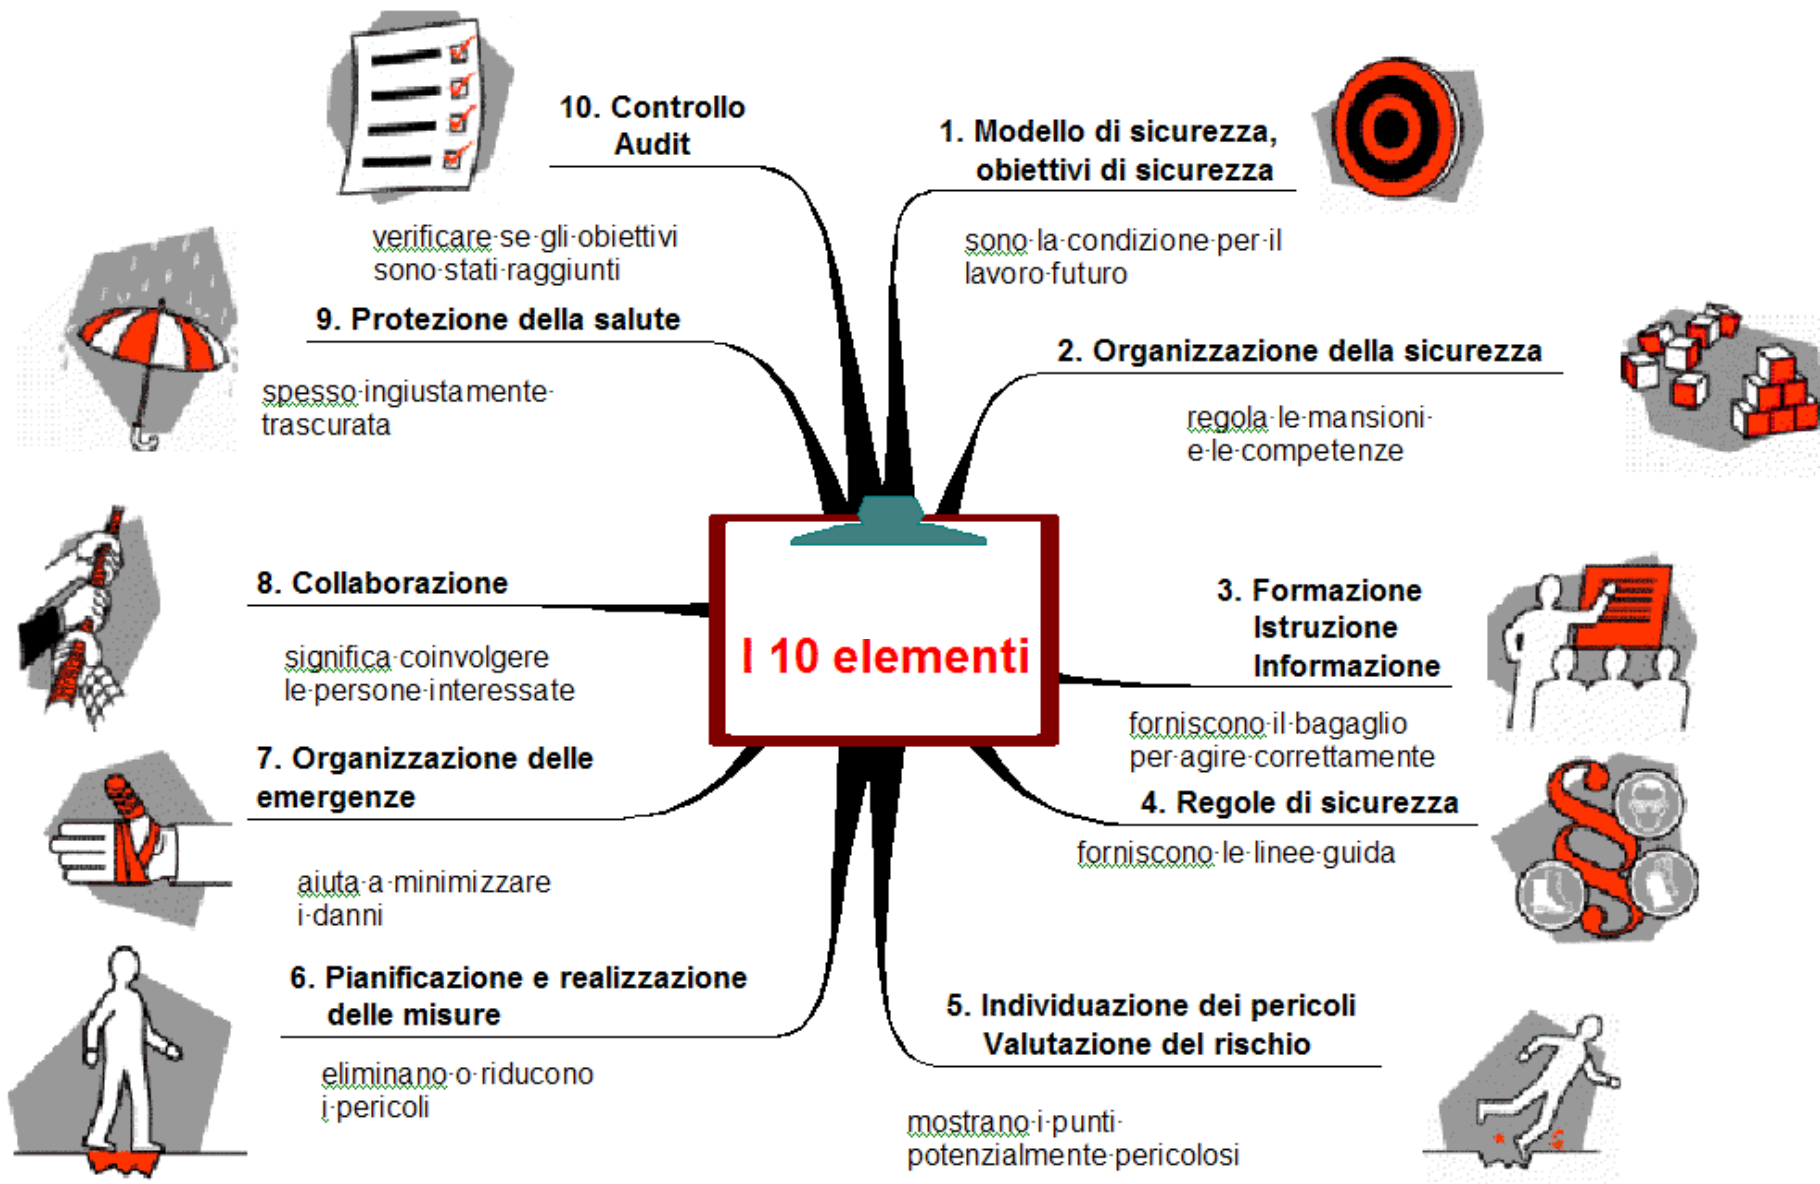 I 10 elementi
1. Modello di sicurezza,
obiettivi di sicurezza
sono la condizione per il
lavoro futuro
2. Organizzazione della sicurezza
regola le mansioni
e le competenze
3. Formazione
Istruzione
Informazione
forniscono il bagaglio
per agire correttamente
4. Regole di sicurezza
forniscono le linee guida
5. Individuazione dei pericoli
Valutazione del rischio
mostrano i punti
potenzialmente pericolosi
6. Pianificazione e realizzazione
delle misure
eliminano o riducono
i pericoli
7. Organizzazione delle
emergenze
aiuta a minimizzare
i danni
8. Collaborazione
significa coinvolgere
le persone interessate
9. Protezione della salute
spesso ingiustamente
trascurata
10. Controllo
Audit
verificare se gli obiettivi
sono stati raggiunti